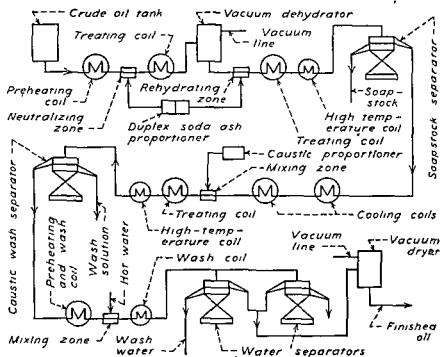 Crude oil tank
Treating coil
Vacuum dehydrator
Vacuum
line
Preheating
coil
Neutralizing
zone
Rehydrating
zone
Duplex soda ash
proportioner
Soap-
stock
High temp-
erature coil
Treating
coil
Soapstock separator
Caustic proportioner
Mixing zone
Treating coil
High-temp-
erature coil
Cooling coils
Caustic wash separator
Wash
solution
Preheating
and wash
coil
Hot water
Wash coil
Mixing zone
Wash
water
Water separators
Vacuum
line
Vacuum
dryer
Finished
oil